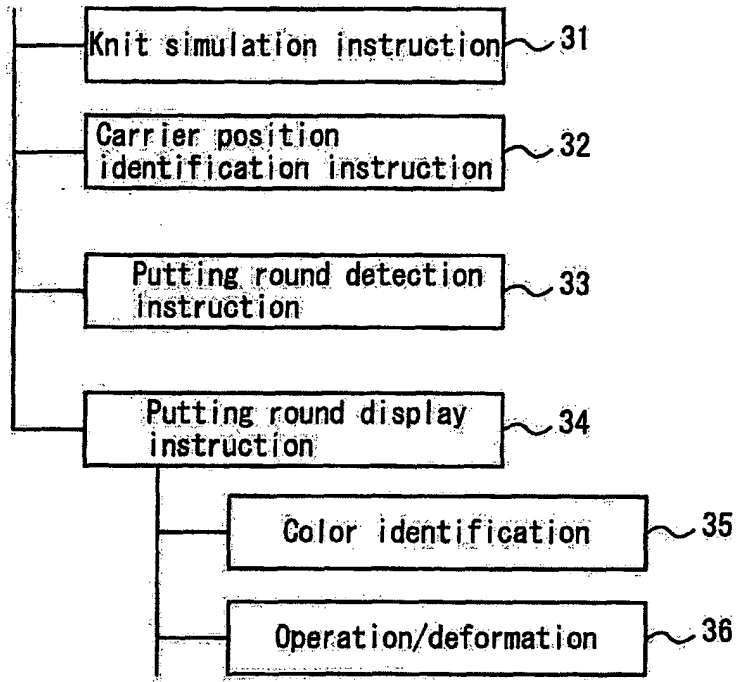 Knit simulation instruction 31
Carrier position
identification instruction 32
Putting round detection
instruction 33
Putting round display
instruction 34
Color identification 35
Operation/deformation 36